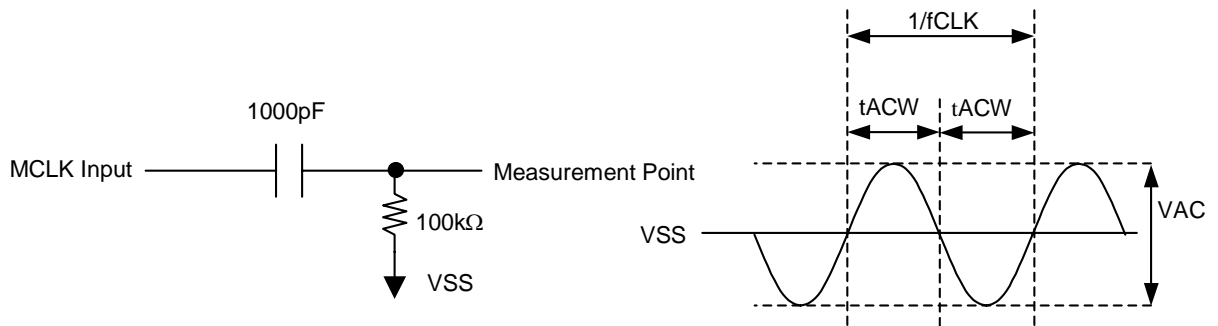 1000pF
MCLK Input
Measurement Point
100kΩ
VSS
1/fCLK
tACW
tACW
VSS
VAC